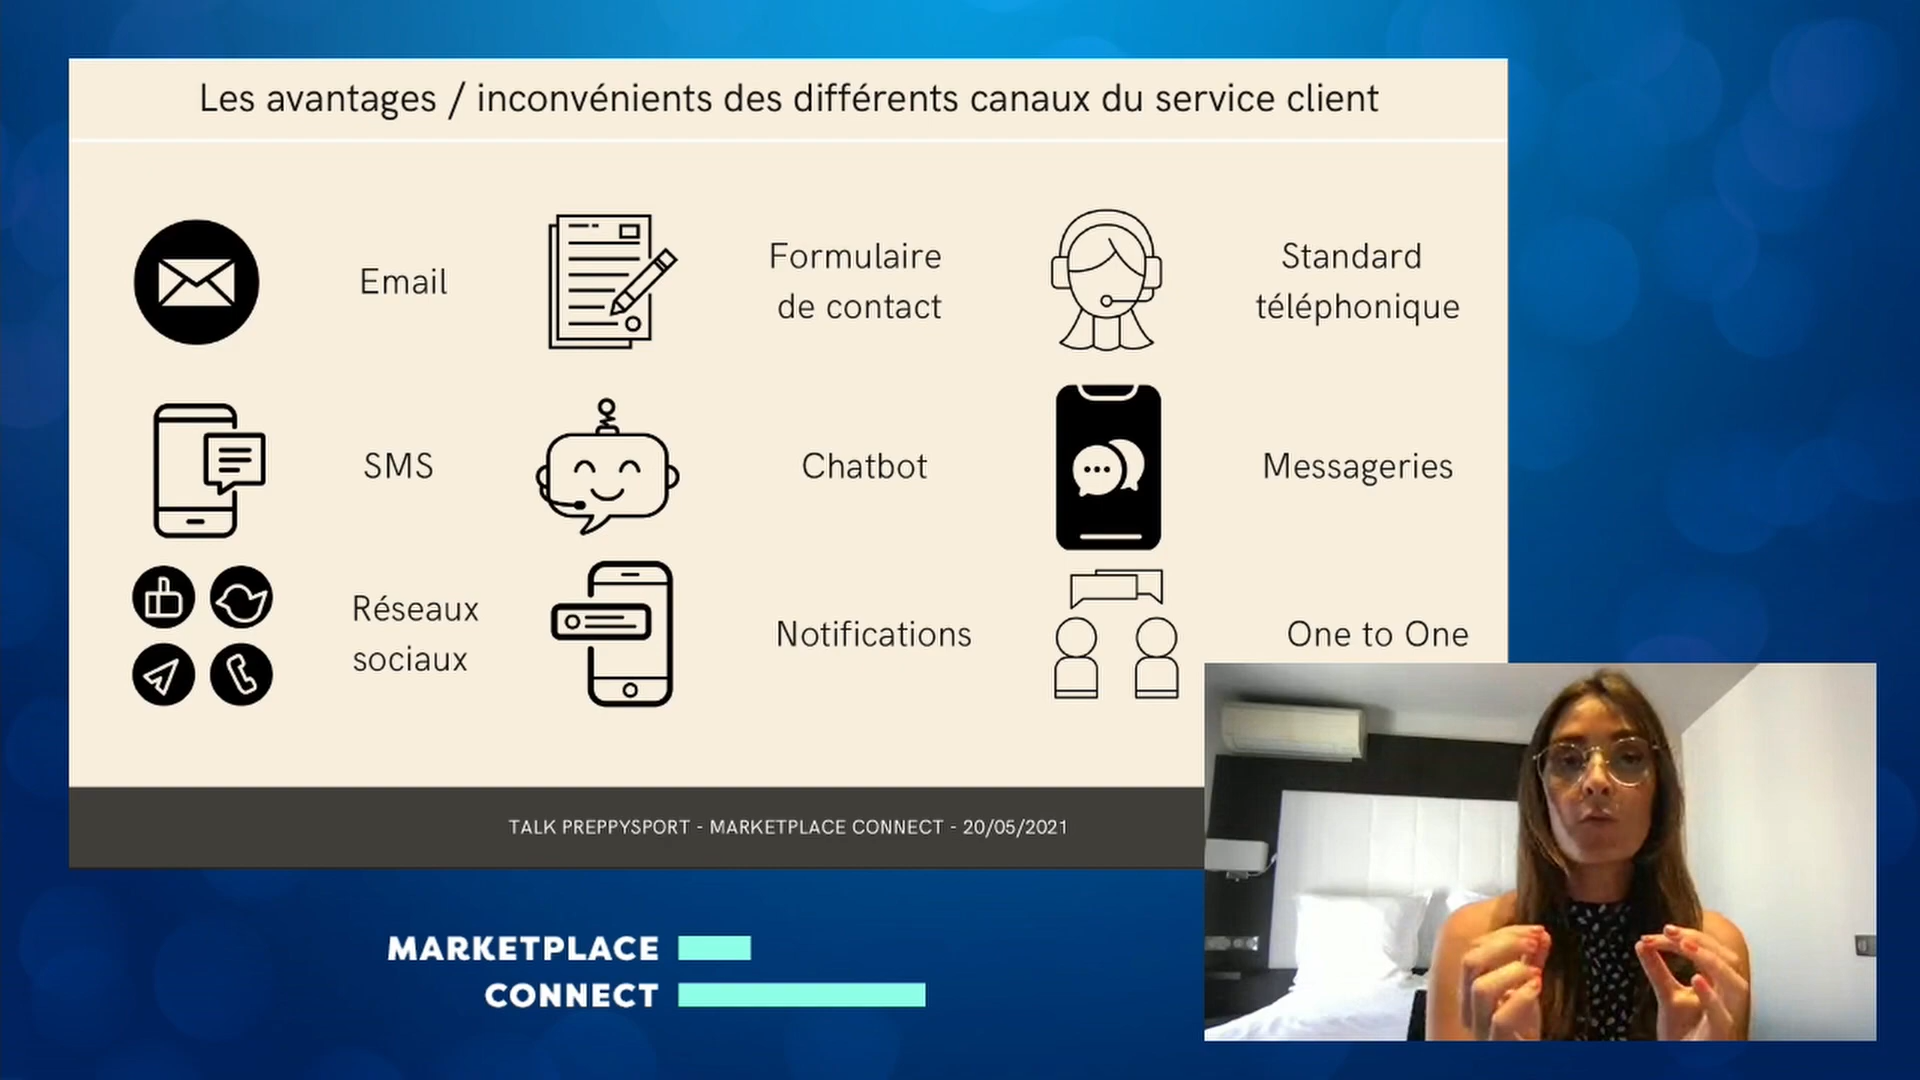 Les avantages / inconvénients des différents canaux du service client
Email
Formulaire
de contact
Standard
téléphonique
SMS
Chatbot
Messageries
Réseaux
sociaux
Notifications
One to One
TALK PREPPYSPORT - MARKETPLACE CONNECT - 20/05/2021
MARKETPLACE
CONNECT